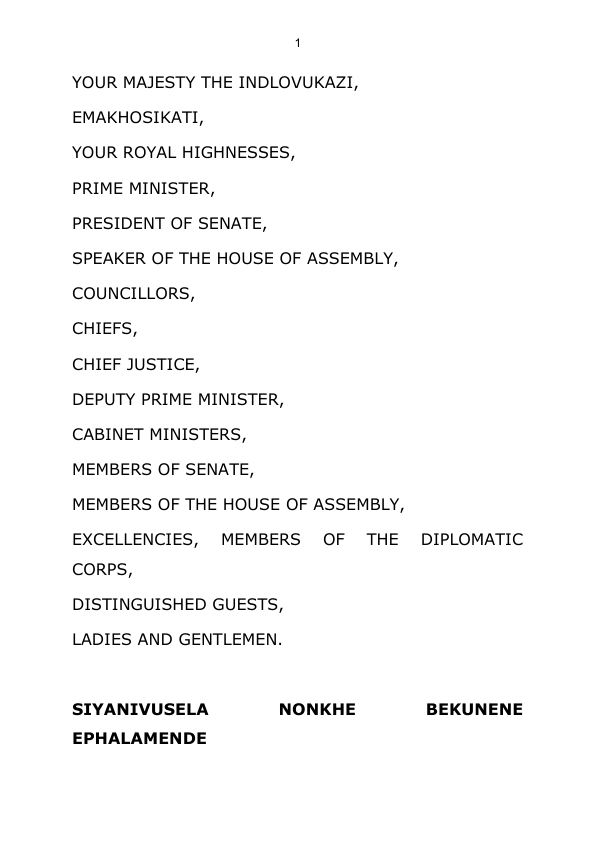 1
YOUR MAJESTY THE INDLOVUKAZI,
EMAKHOSIKATI,
YOUR ROYAL HIGHNESSES,
PRIME MINISTER,
PRESIDENT OF SENATE,
SPEAKER OF THE HOUSE OF ASSEMBLY,
COUNCILLORS,
CHIEFS,
CHIEF JUSTICE,
DEPUTY PRIME MINISTER,
CABINET MINISTERS,
MEMBERS OF SENATE,
MEMBERS OF THE HOUSE OF ASSEMBLY,
EXCELLENCIES, MEMBERS OF THE DIPLOMATIC
CORPS,
DISTINGUISHED GUESTS,
LADIES AND GENTLEMEN.
SIYANIVUSELA NONKHE BEKUNENE
EPHALAMENDE